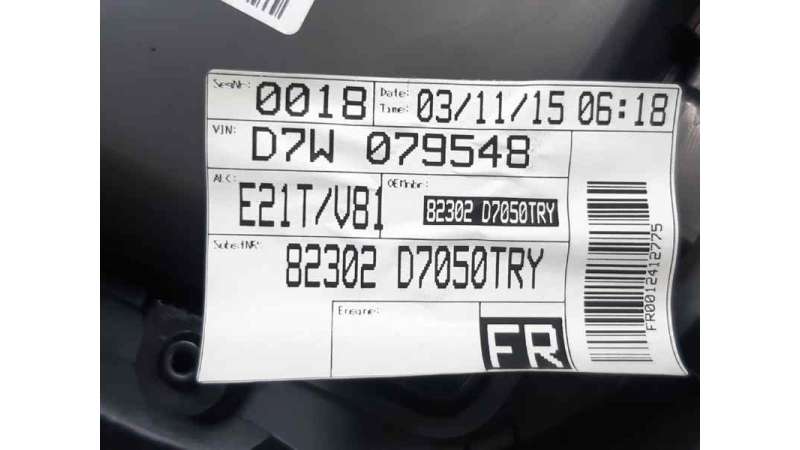 SeqNr: 0018 Date: Time: 03/11/15 06:18
VIN: D7W 079548
ALC: E21T/V81 OEMnbr: 82302 D7050TRY
SubstNR: 82302 D7050TRY
Engine: FR
FR0012412775